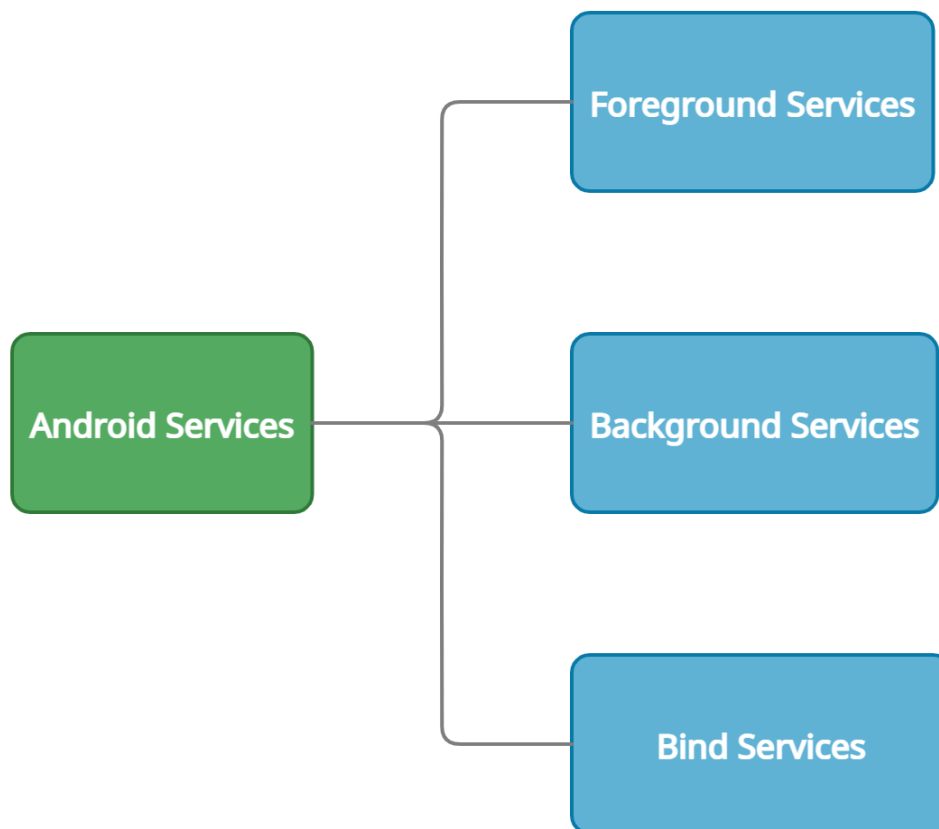 Foreground Services
Android Services
Background Services
Bind Services